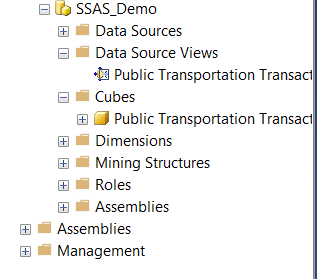 SSAS_Demo
Data Sources
Data Source Views
Public Transportation Transact
Cubes
Public Transportation Transact
Dimensions
Mining Structures
Roles
Assemblies
Assemblies
Management